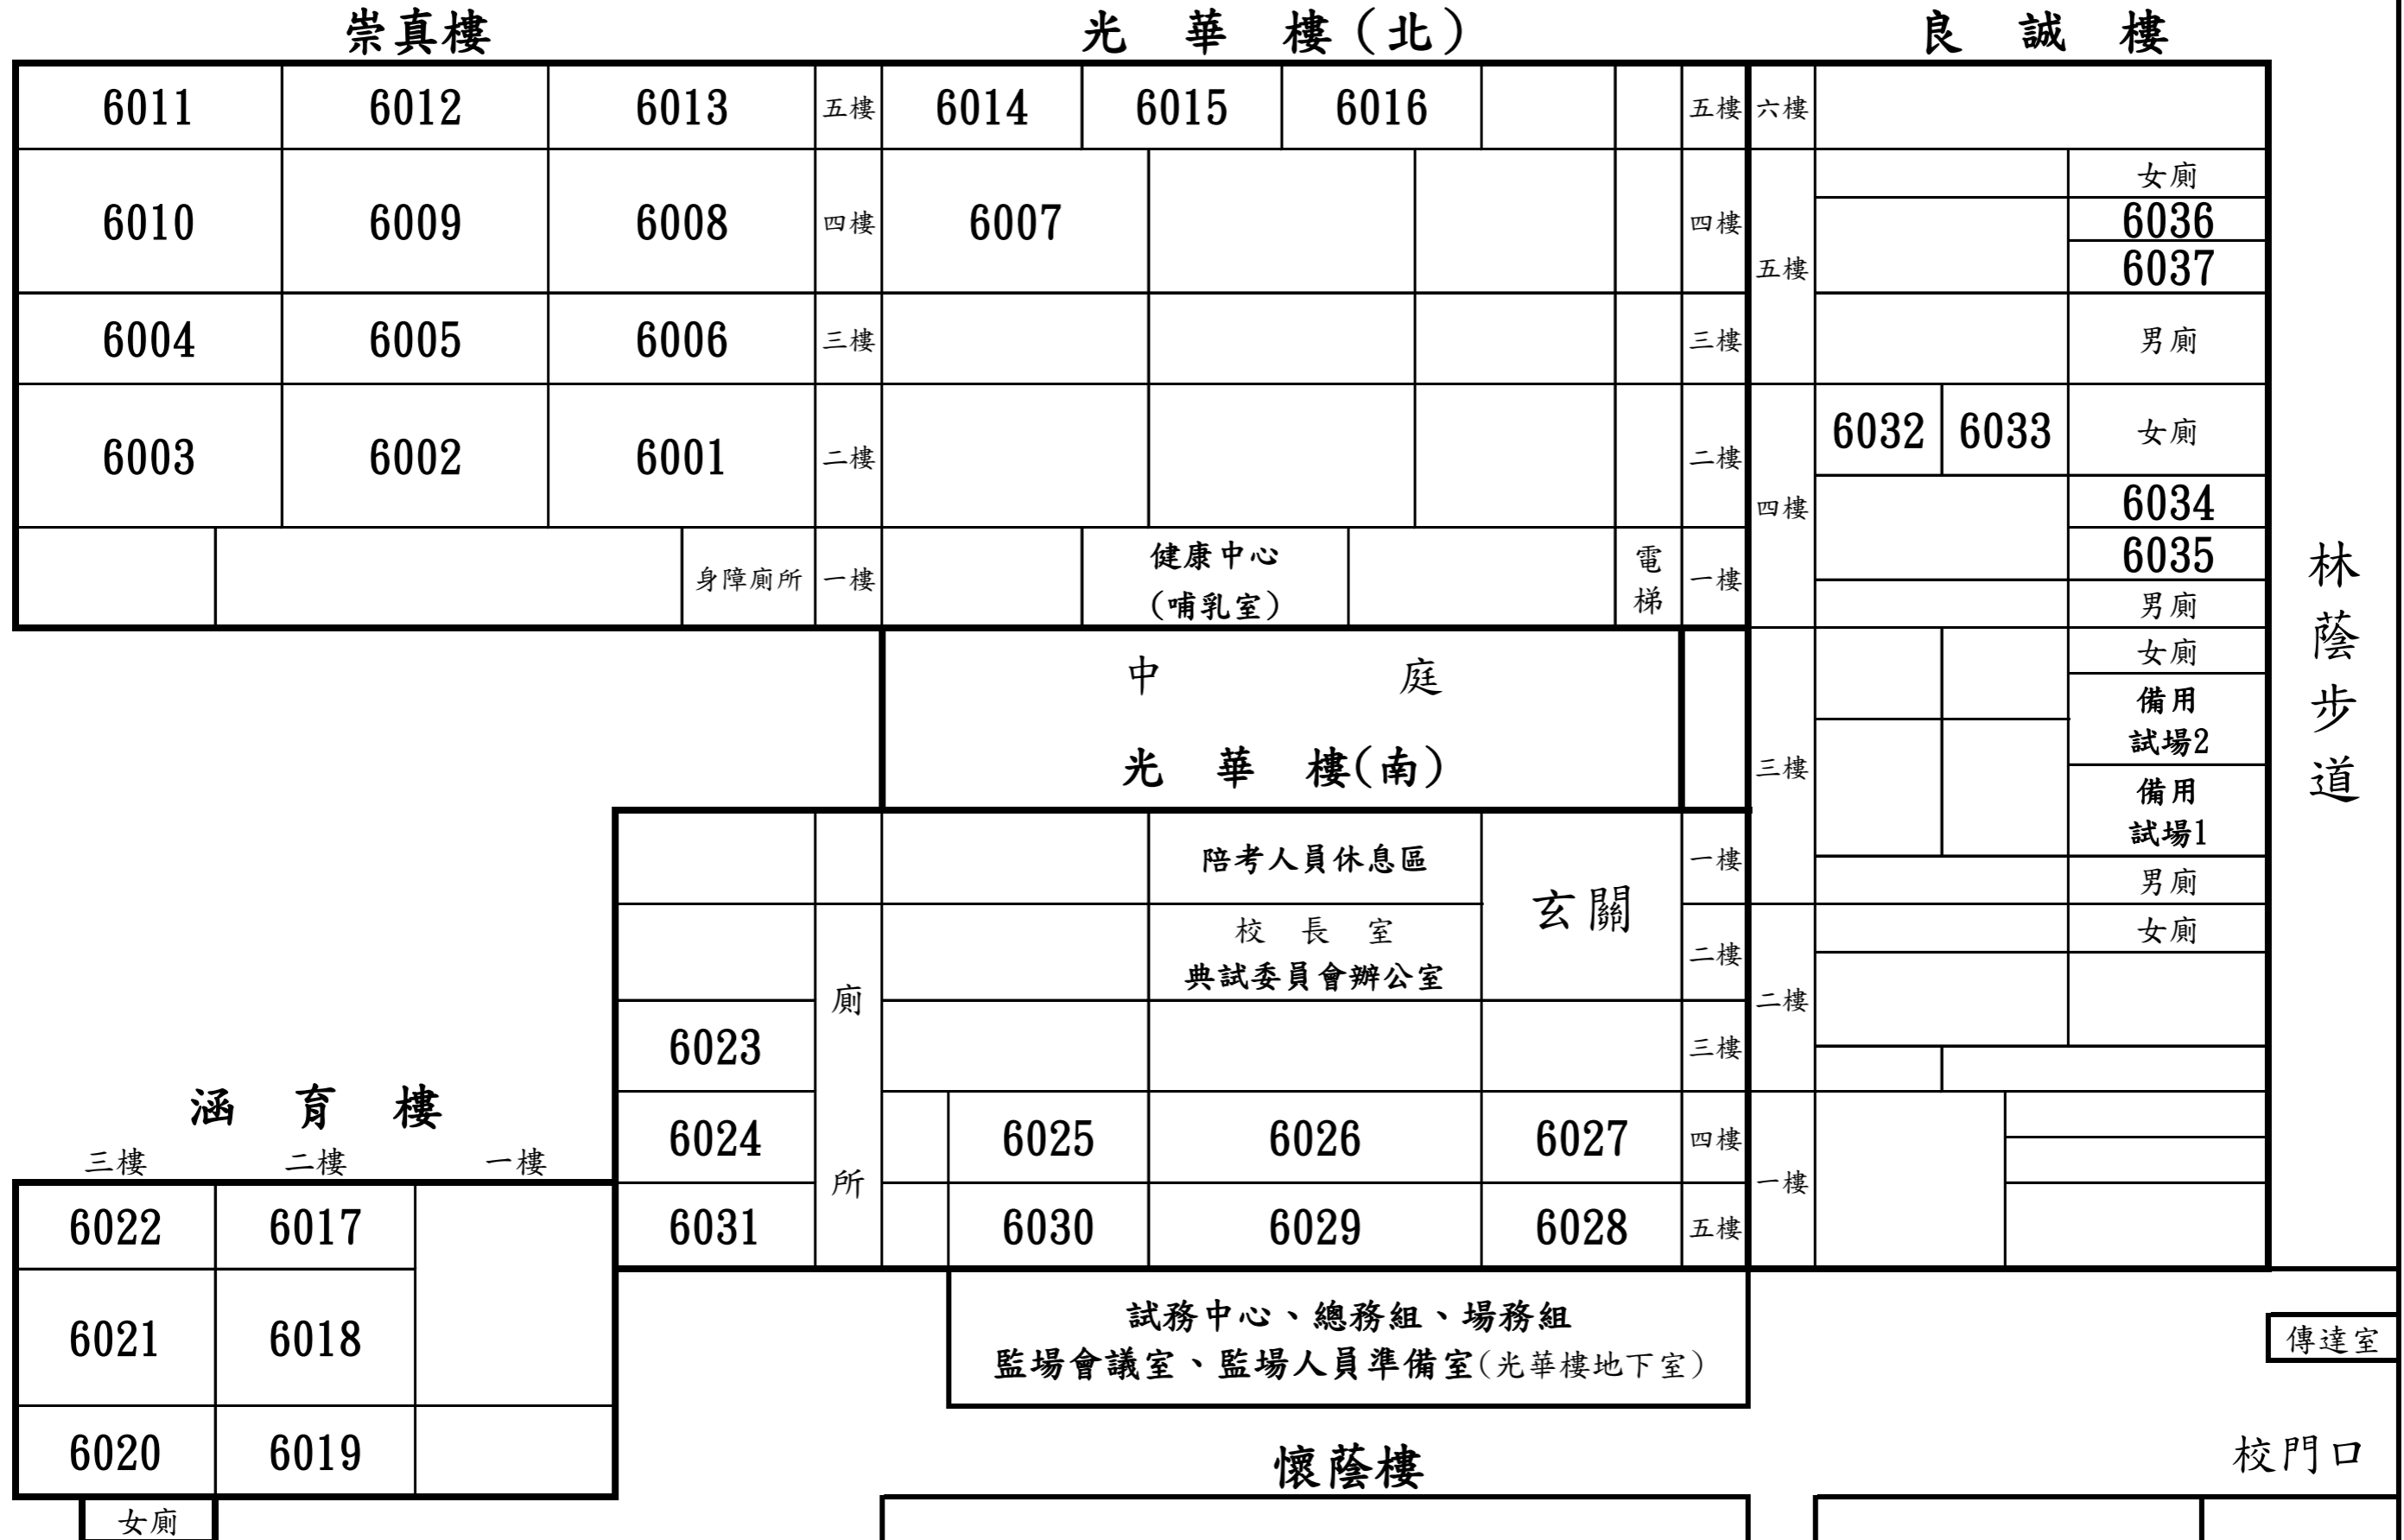 崇真樓 光 華 樓(北) 良 誠 樓
6011 6012 6013 五樓 6014 6015 6016 五樓 六樓
女廁
6010 6009 6008 四樓 6007 四樓 6036
五樓 6037
6004 6005 6006 三樓 三樓 男廁
6003 6002 6001 二樓 二樓 6032 6033 女廁
四樓 6034
6035
身障廁所 一樓 健康中心 電 一樓
(哺乳室) 梯 男廁
中 庭 女廁
備用
試場2
光 華 樓(南) 三樓
備用
試場1
陪考人員休息區 玄關 一樓 男廁
校 長 室 二樓 女廁
典試委員會辦公室
廁 二樓
6023 三樓
6024 6025 6026 6027 四樓
所 一樓
6031 6030 6029 6028 五樓
林
蔭
步
道
涵 育 樓
三樓 二樓 一樓
6022 6017
6021 6018
6020 6019
女廁
試務中心、總務組、場務組
監場會議室、監場人員準備室(光華樓地下室)
傳達室
校門口
懷蔭樓